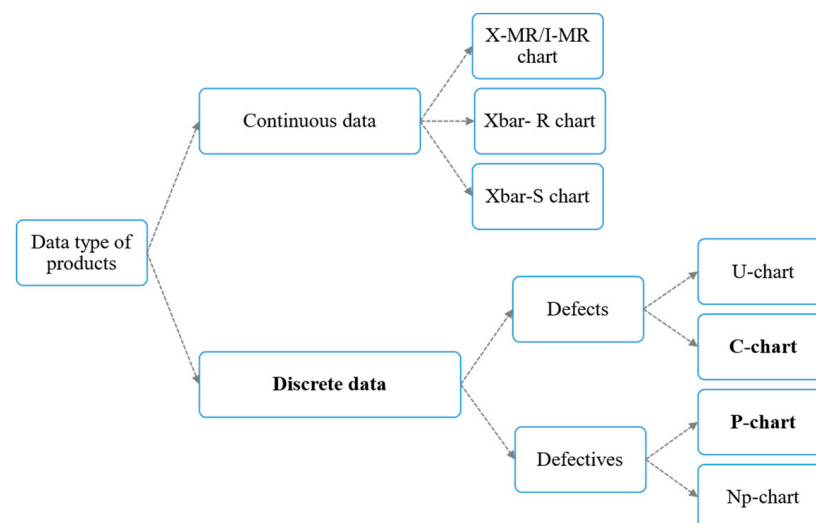 X-MR/I-MR
chart
Continuous data
Xbar- R chart
Xbar-S chart
Data type of
products
Discrete data
Defects
U-chart
C-chart
Defectives
P-chart
Np-chart